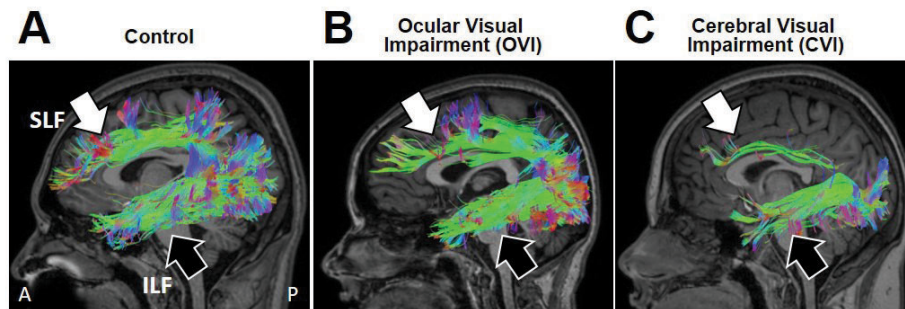 A
Control
B
Ocular Visual
Impairment (OVI)
C
Cerebral Visual
Impairment (CVI)
SLF
ILF
A
P